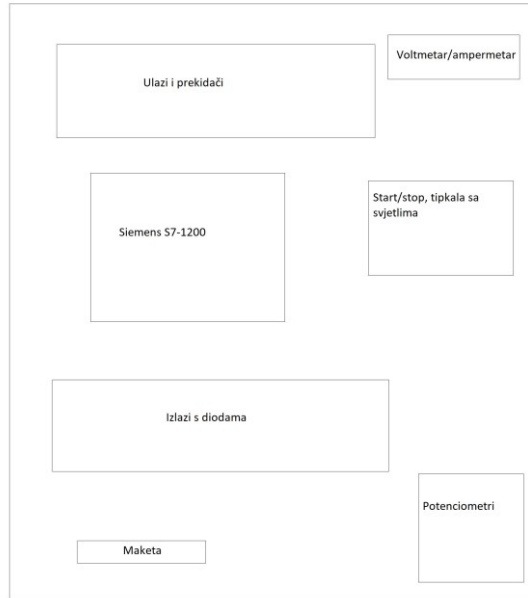 Voltmetar/ampermetar
Ulazi i prekidači
Start/stop, tipkala sa
svjetlima
Siemens S7-1200
Izlazi s diodama
Potenciometri
Maketa